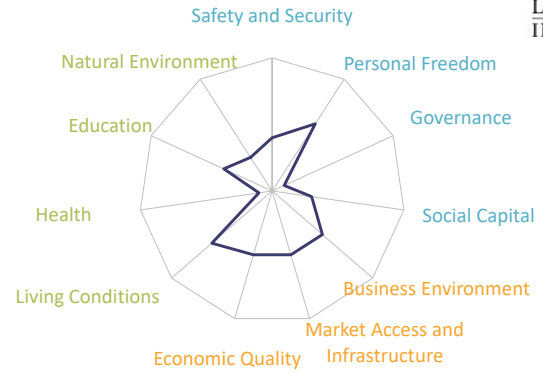 Safety and Security
Natural Environment
Personal Freedom
Education
Governance
Health
Social Capital
Living Conditions
Business Environment
Market Access and
Infrastructure
Economic Quality